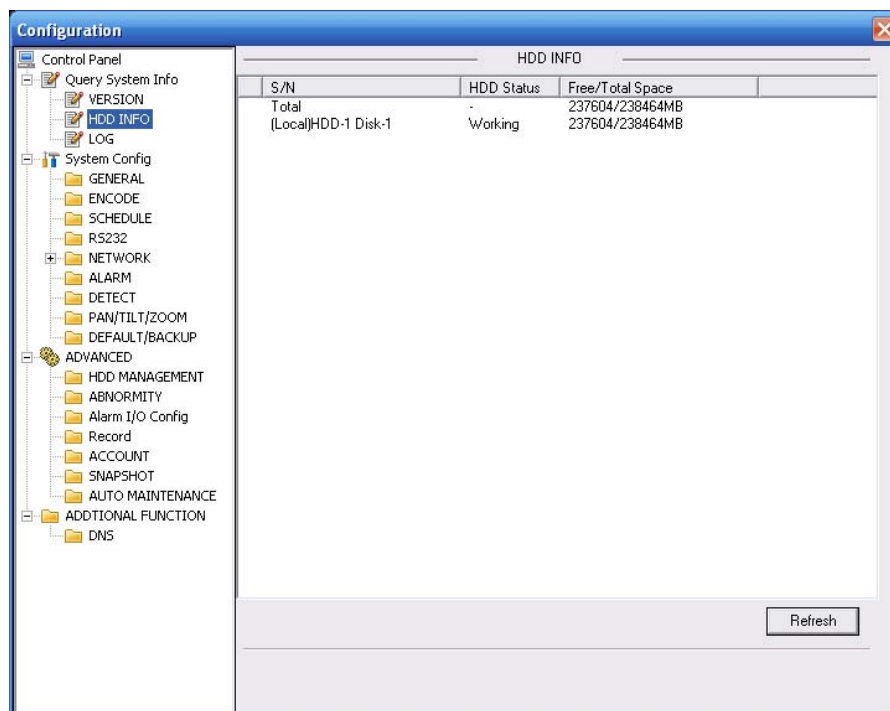 Configuration
Control Panel
Query System Info
VERSION
HDD INFO
LOG
System Config
GENERAL
ENCODE
SCHEDULE
RS232
NETWORK
ALARM
DETECT
PAN/TILT/ZOOM
DEFAULT/BACKUP
ADVANCED
HDD MANAGEMENT
ABNORMITY
Alarm I/O Config
Record
ACCOUNT
SNAPSHOT
AUTO MAINTENANCE
ADDTIONAL FUNCTION
DNS
HDD INFO
S/N HDD Status Free/Total Space
Total - 237604/238464MB
(Local)HDD-1 Disk-1 Working 237604/238464MB
Refresh